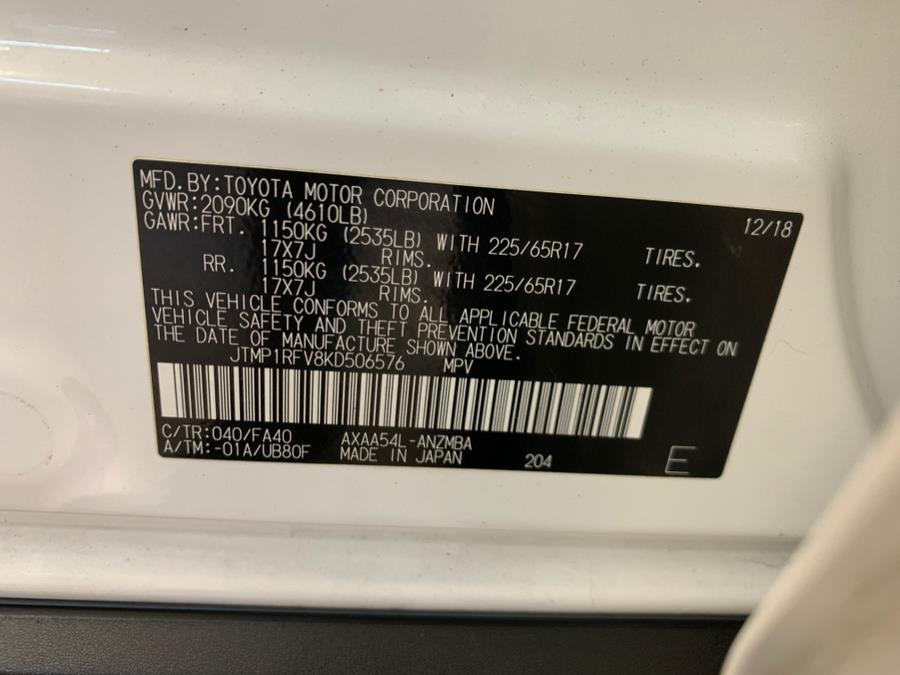 MFD.BY:TOYOTA MOTOR CORPORATION 12/18
GVWR:2090KG (4610LB)
GAWR:FRT. 1150KG (2535LB) WITH 225/65R17 TIRES.
17X7J RIMS.
RR. 1150KG (2535LB) WITH 225/65R17 TIRES.
17X7J RIMS.
THIS VEHICLE CONFORMS TO ALL APPLICABLE FEDERAL MOTOR
VEHICLE SAFETY AND THEFT PREVENTION STANDARDS IN EFFECT ON
THE DATE OF MANUFACTURE SHOWN ABOVE.
JTMP1RFV8KD506576 MPV
C/TR:040/FA40 AXAA54L-ANZMBA
A/TM:-01A/UB80F MADE IN JAPAN 204 E